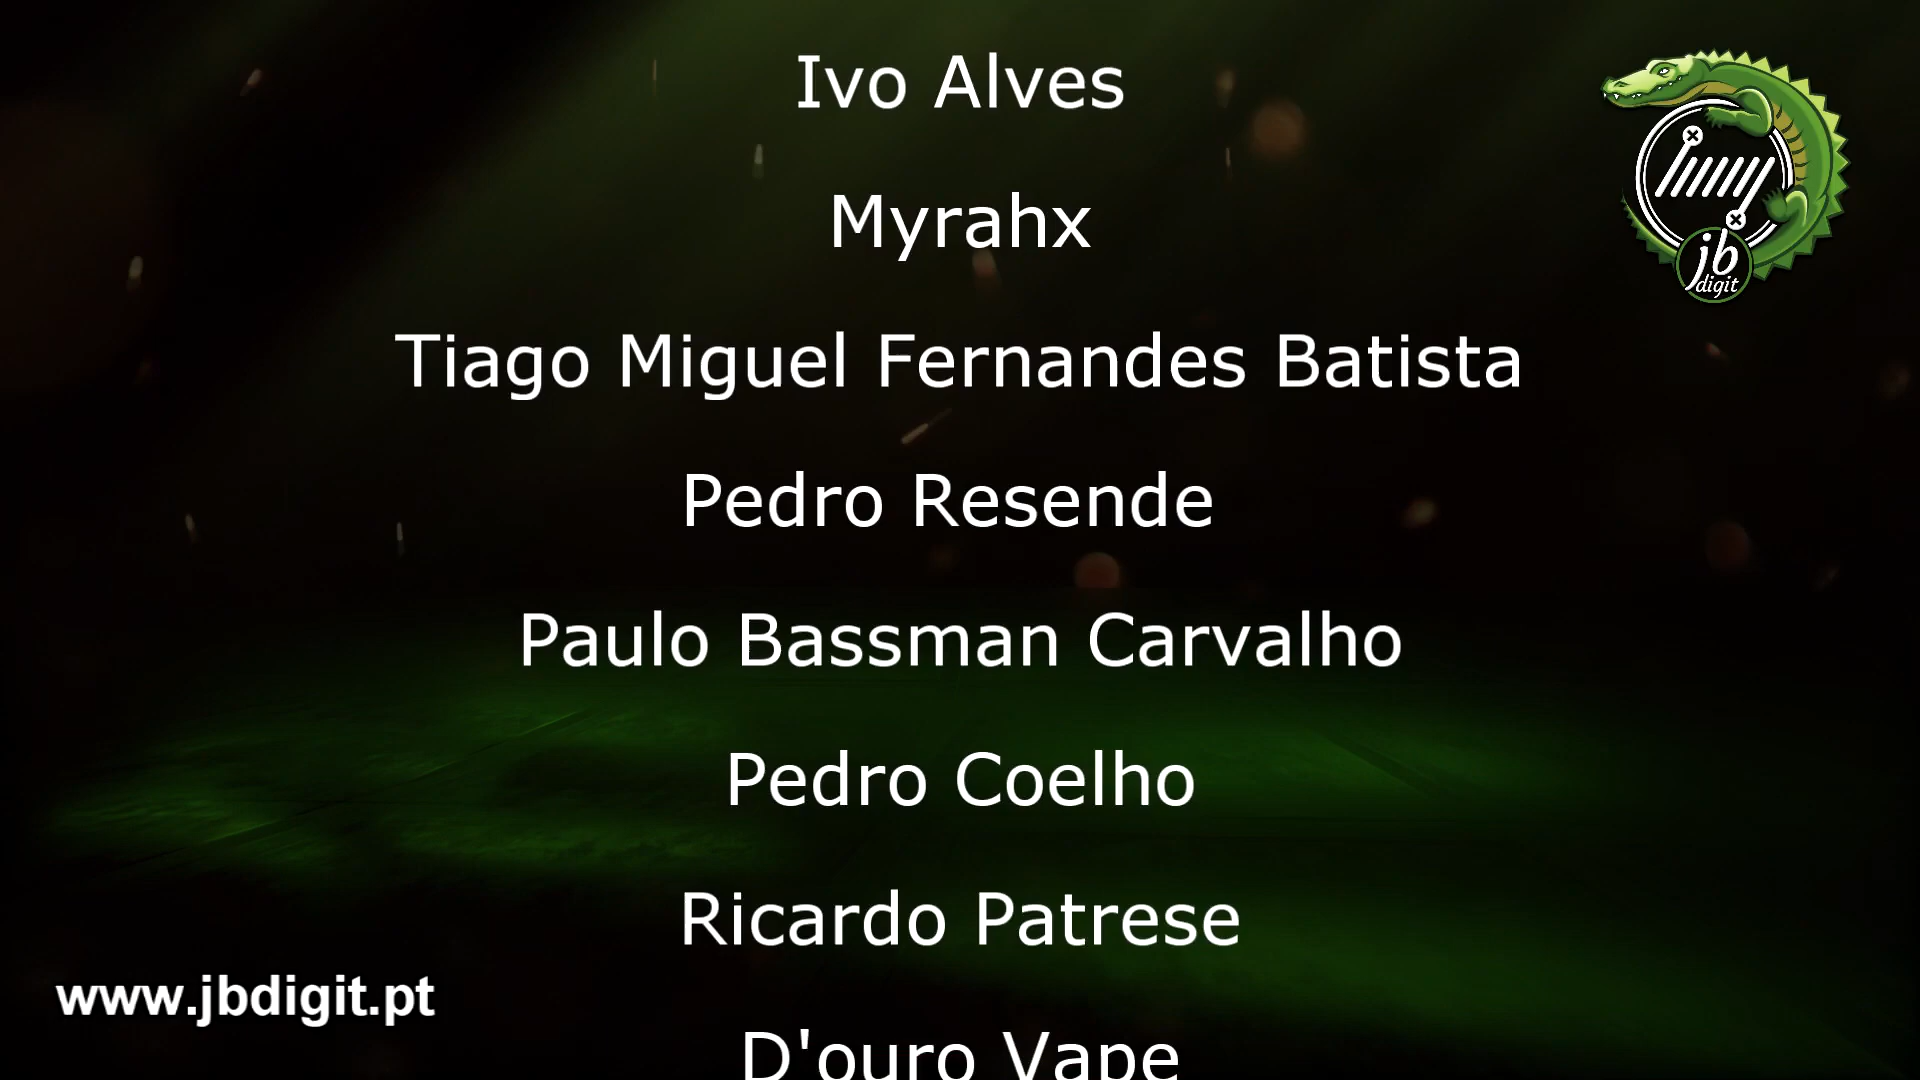 Ivo Alves
Myrahx
Tiago Miguel Fernandes Batista
Pedro Resende
Paulo Bassman Carvalho
Pedro Coelho
Ricardo Patrese
D'ouro Vape
jb
digit
www.jbdigit.pt